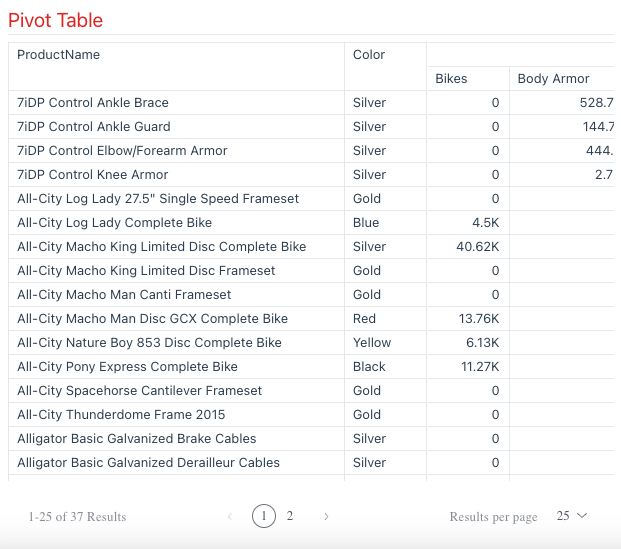 Pivot Table
ProductName Color
Bikes Body Armor
7iDP Control Ankle Brace Silver 0 528.7
7iDP Control Ankle Guard Silver 0 144.7
7iDP Control Elbow/Forearm Armor Silver 0 444.
7iDP Control Knee Armor Silver 0 2.7
All-City Log Lady 27.5" Single Speed Frameset Gold 0
All-City Log Lady Complete Bike Blue 4.5K
All-City Macho King Limited Disc Complete Bike Silver 40.62K
All-City Macho King Limited Disc Frameset Gold 0
All-City Macho Man Canti Frameset Gold 0
All-City Macho Man Disc GCX Complete Bike Red 13.76K
All-City Nature Boy 853 Disc Complete Bike Yellow 6.13K
All-City Pony Express Complete Bike Black 11.27K
All-City Spacehorse Cantilever Frameset Gold 0
All-City Thunderdome Frame 2015 Gold 0
Alligator Basic Galvanized Brake Cables Silver 0
Alligator Basic Galvanized Derailleur Cables Silver 0
1-25 of 37 Results 1 2 Results per page 25